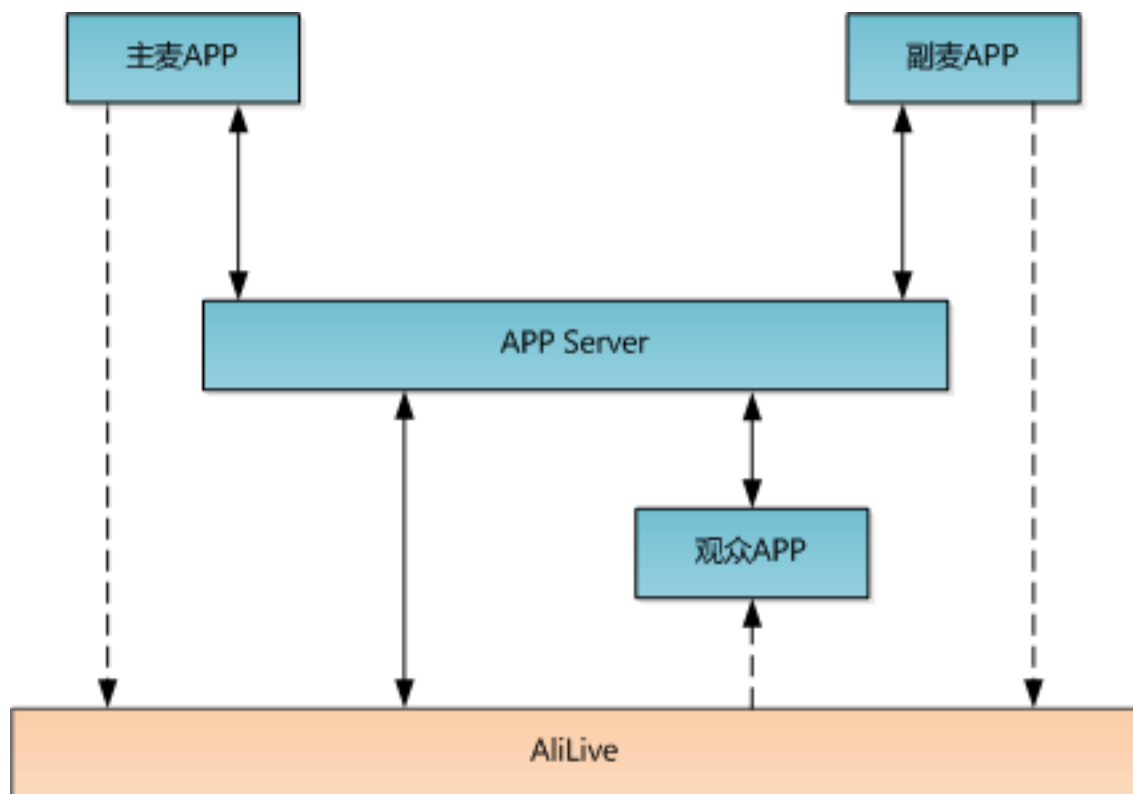 主麦APP
副麦APP
APP Server
观众APP
AliLive